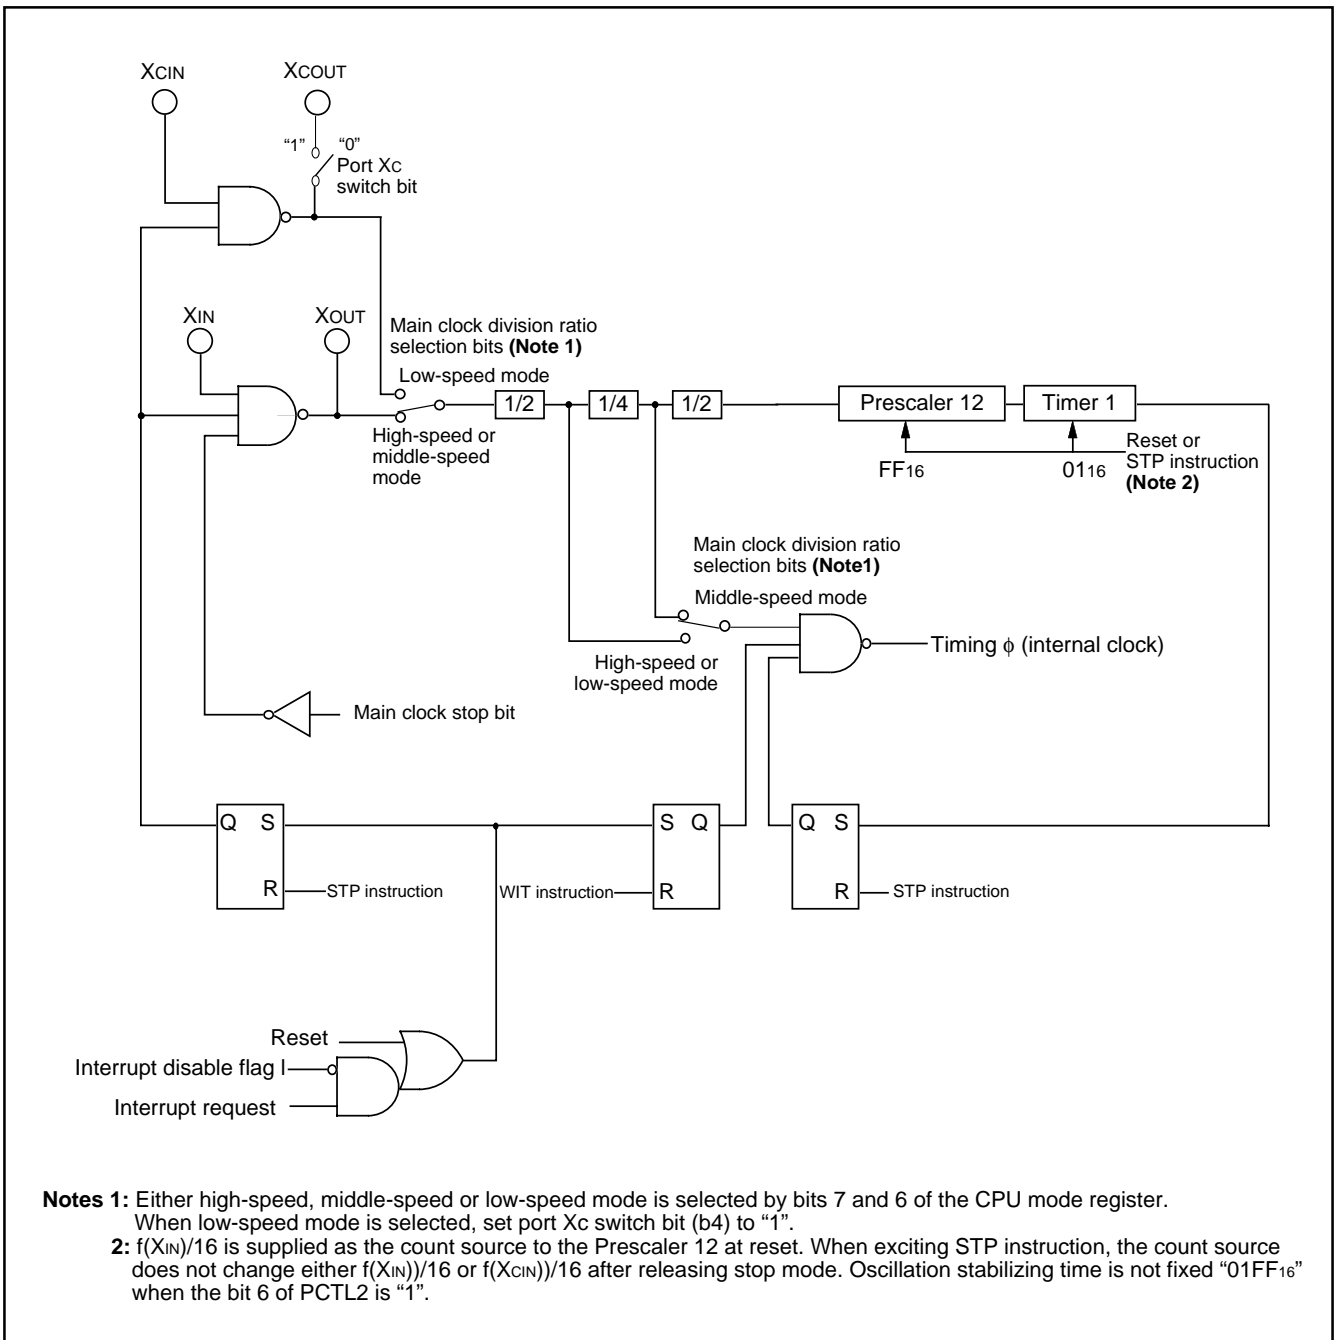 XCIN
XCOUT
“1” “0”
Port XC
switch bit
XIN
XOUT
Main clock division ratio
selection bits (Note 1)
Low-speed mode
1/2
1/4
1/2
Prescaler 12
Timer 1
High-speed or
middle-speed
mode
FF16
0116
Reset or
STP instruction
(Note 2)
Main clock division ratio
selection bits (Note1)
Middle-speed mode
High-speed or
low-speed mode
Timing ϕ (internal clock)
Main clock stop bit
Q S
R
STP instruction
WIT instruction
S Q
R
Q S
R
STP instruction
Reset
Interrupt disable flag I
Interrupt request
Notes 1: Either high-speed, middle-speed or low-speed mode is selected by bits 7 and 6 of the CPU mode register.
When low-speed mode is selected, set port Xc switch bit (b4) to “1”.
2: f(XIN)/16 is supplied as the count source to the Prescaler 12 at reset. When exciting STP instruction, the count source
does not change either f(XIN))/16 or f(XCIN))/16 after releasing stop mode. Oscillation stabilizing time is not fixed “01FF16”
when the bit 6 of PCTL2 is “1”.